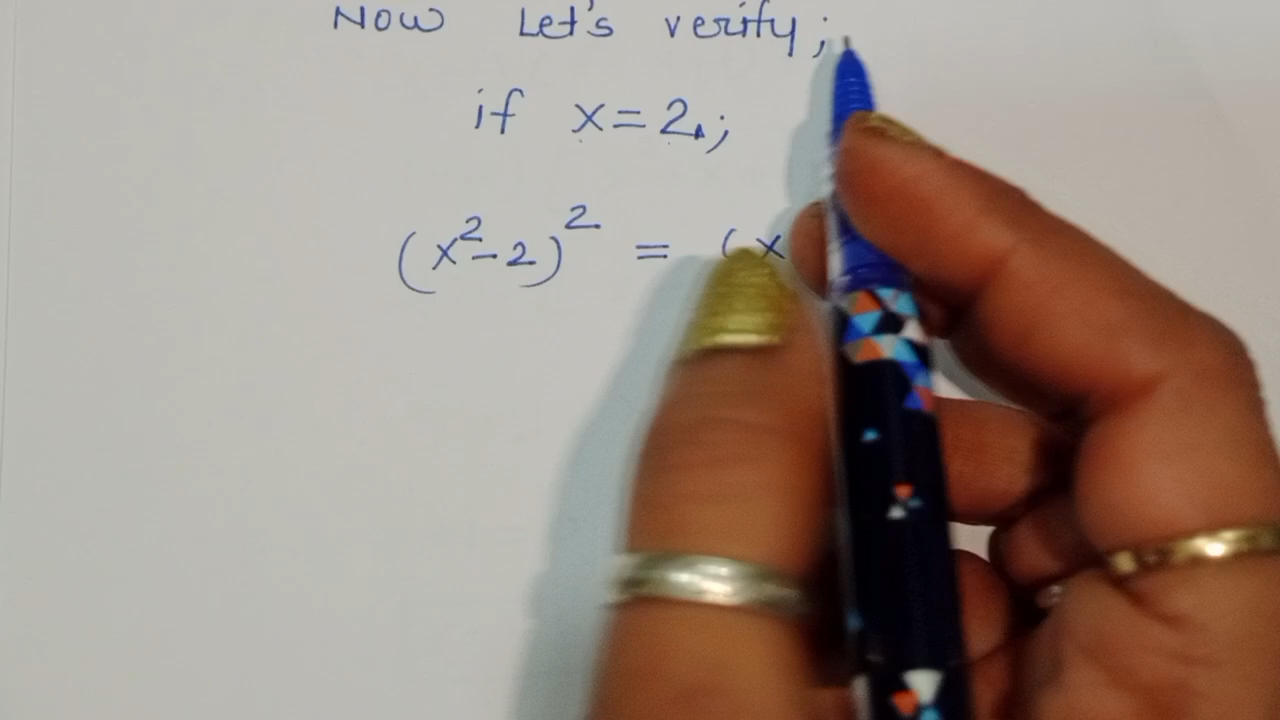 Now Let's verify;
if x=2;
(x²-2)² = (x